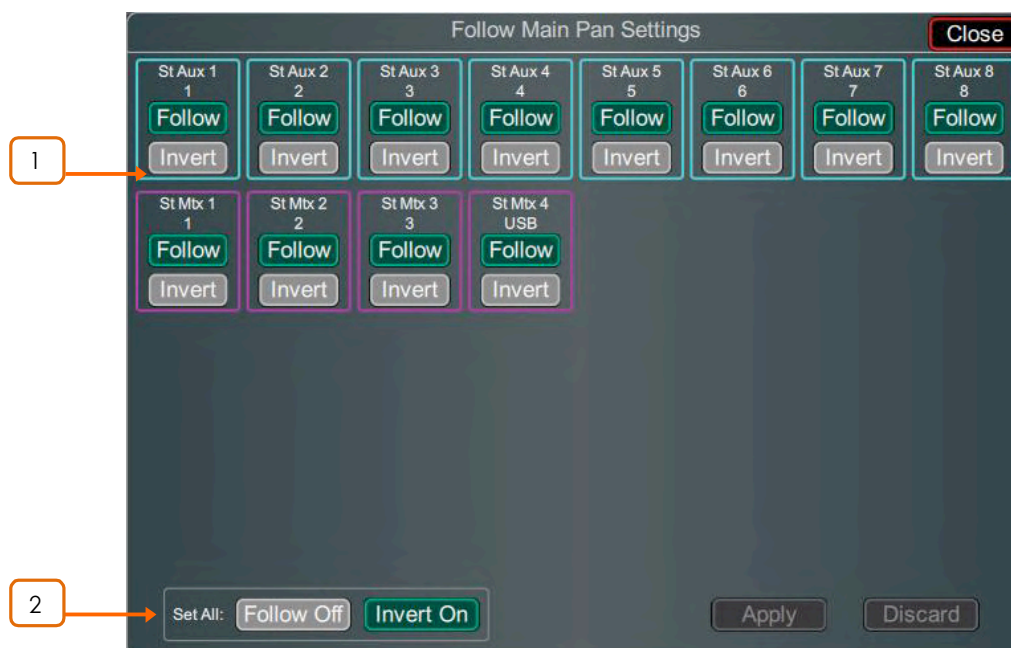 Follow Main Pan Settings Close
St Aux 1 St Aux 2 St Aux 3 St Aux 4 St Aux 5 St Aux 6 St Aux 7 St Aux 8
1 2 3 4 5 6 7 8
Follow Follow Follow Follow Follow Follow Follow Follow
1 Invert Invert Invert Invert Invert Invert Invert Invert
St Mtx 1 St Mtx 2 St Mtx 3 St Mtx 4
1 2 3 USB
Follow Follow Follow Follow
Invert Invert Invert Invert
2 Set All: Follow Off Invert On Apply Discard